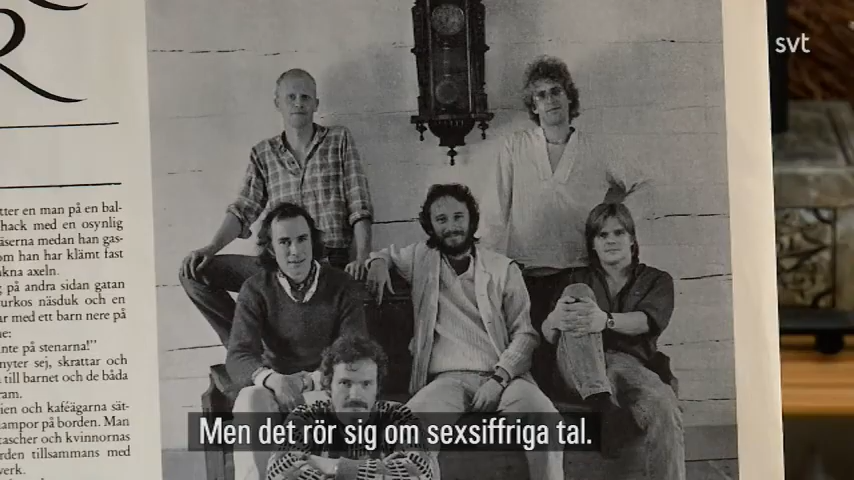 R
svt
tter en man på en bal-
hack med en osynlig
äserna medan han gas-
om han har klämt fast
kna axeln.
g på andra sidan gatan
urkos näsduk och en
ar med ett barn nere på
ne:
nte på stenarna!"
nyter sej, skrattar och
till barnet och de båda
ram.
ien och kaféägarna sät-
lampor på borden. Man
tascher och kvinnornas
rden tillsammans med
verk.
Men det rör sig om sexsiffriga tal.